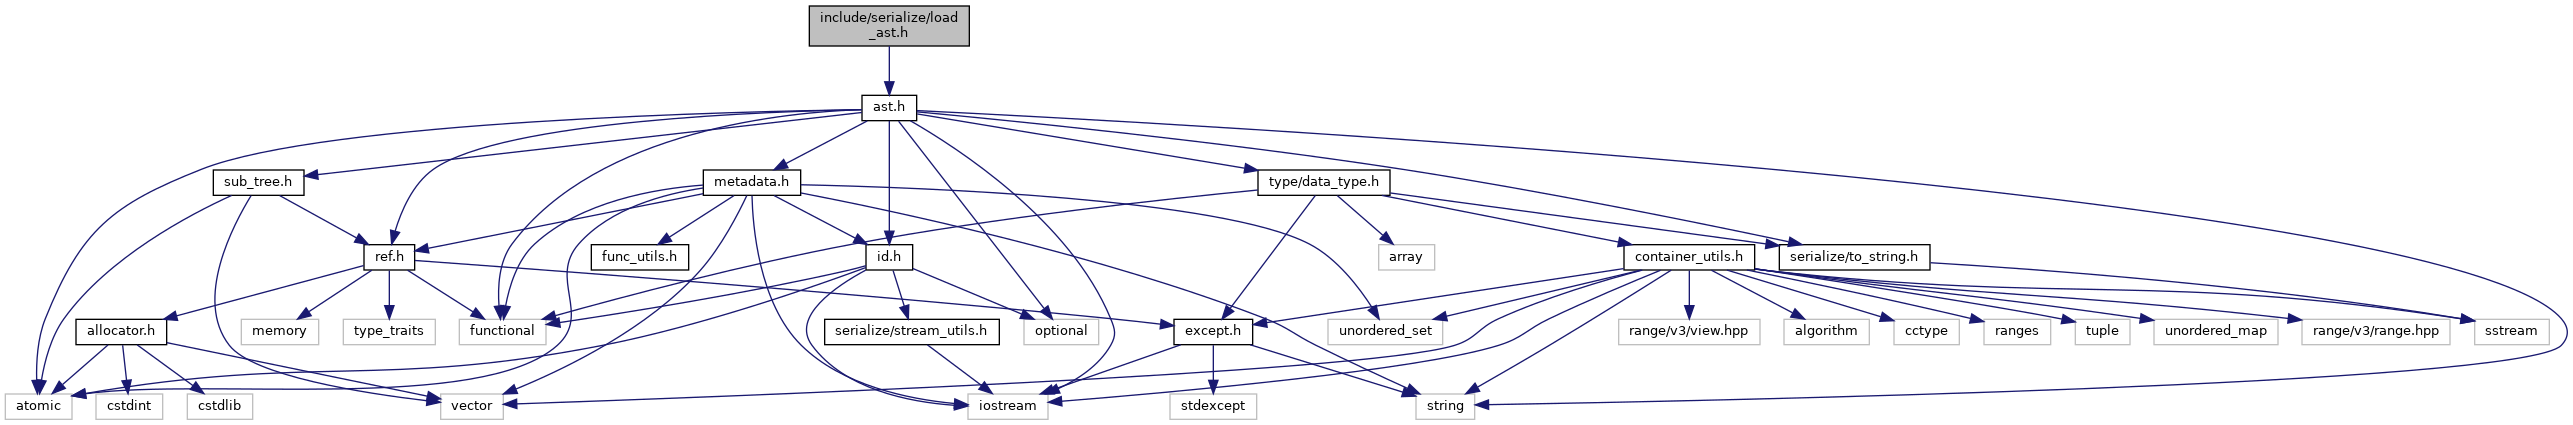 include/serialize/load
_ast.h
ast.h
sub_tree.h
metadata.h
type/data_type.h
ref.h
func_utils.h
id.h
array
container_utils.h
serialize/to_string.h
allocator.h
memory
type_traits
functional
serialize/stream_utils.h
optional
except.h
unordered_set
range/v3/view.hpp
algorithm
cctype
ranges
tuple
unordered_map
range/v3/range.hpp
sstream
atomic
cstdint
cstdlib
vector
iostream
stdexcept
string